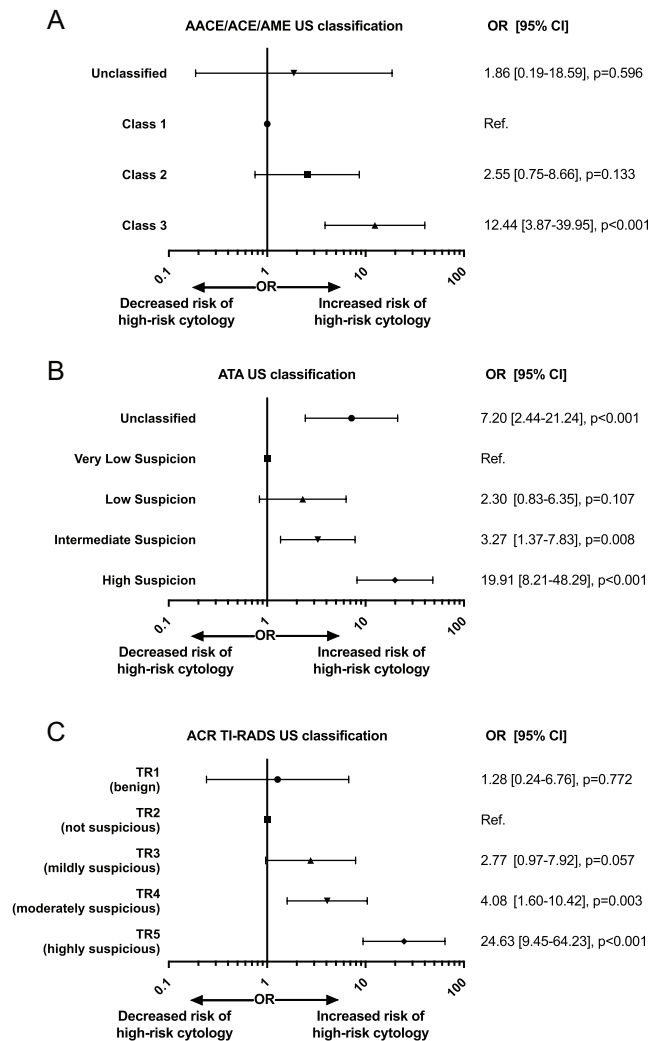 A
AACE/ACE/AME US classification OR [95% CI]
Unclassified 1.86 [0.19-18.59], p=0.596
Class 1 Ref.
Class 2 2.55 [0.75-8.66], p=0.133
Class 3 12.44 [3.87-39.95], p<0.001
0.1 1 10 100
OR
Decreased risk of Increased risk of
high-risk cytology high-risk cytology
B
ATA US classification OR [95% CI]
Unclassified 7.20 [2.44-21.24], p<0.001
Very Low Suspicion Ref.
Low Suspicion 2.30 [0.83-6.35], p=0.107
Intermediate Suspicion 3.27 [1.37-7.83], p=0.008
High Suspicion 19.91 [8.21-48.29], p<0.001
0.1 1 10 100
OR
Decreased risk of Increased risk of
high-risk cytology high-risk cytology
C
ACR TI-RADS US classification OR [95% CI]
TR1
(benign) 1.28 [0.24-6.76], p=0.772
TR2
(not suspicious) Ref.
TR3
(mildly suspicious) 2.77 [0.97-7.92], p=0.057
TR4
(moderately suspicious) 4.08 [1.60-10.42], p=0.003
TR5
(highly suspicious) 24.63 [9.45-64.23], p<0.001
0.1 1 10 100
OR
Decreased risk of Increased risk of
high-risk cytology high-risk cytology